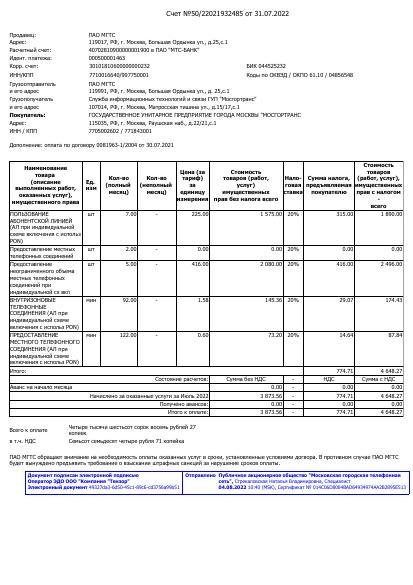 Счет №50/22021932485 от 31.07.2022
Продавец: ПАО МГТС
Адрес: 119017, РФ, г. Москва, Большая Ордынка ул., д.25,с.1
Расчетный счет: в ПАО "МТС-БАНК"
Идент. платежа 000500001463
Корр. счет: БИК 044525232
ИНН/КПП 7710016640/997750001 Коды по ОКВЭД / ОКПО 61.10 / 04856548
Грузоотправитель ПАО МГТС
и его адрес 119991, РФ, г. Москва, Большая Ордынка ул., д. 25,с.1
Грузополучатель Служба информационных технологий и связи ГУП "Мосгортранс"
и его адрес 107014, РФ, г. Москва, Матросская тишина ул., д.15/17,с.1
Покупатель: ГОСУДАРСТВЕННОЕ УНИТАРНОЕ ПРЕДПРИЯТИЕ ГОРОДА МОСКВЫ "МОСГОРТРАНС"
Адрес: 115035, РФ, Москва, Раушская наб., д.22/21,с.1
ИНН / КПП 7705002602 / 771843001
Дополнение: оплата по договору 0081963-1/2004 от 30.07.2021
Наименование товара (описание выполненных работ, оказанных услуг), имущественного права
Ед. изм
Кол-во (полный месяц)
Кол-во (неполный месяц)
Цена (за тариф) за единицу измерения
Стоимость товаров (работ, услуг) имущественных прав без налога всего
Нало- говая ставка
Сумма налога, предъявляемая покупателю
Стоимость товаров (работ, услуг), имущественных прав с налогом - всего
ПОЛЬЗОВАНИЕ АБОНЕНТСКОЙ ЛИНИЕЙ (АЛ при индивидуальной схеме включения с использ PON) шт 7.00 - 225.00 1 575.00 20% 315.00 1 890.00
Предоставление местных телефонных соединений шт 2.00 - 0.00 0.00 20% 0.00 0.00
Предоставление неограниченного объема местных телефонных соединений при индивидуальной сх вкл шт 5.00 - 416.00 2 080.00 20% 416.00 2 496.00
ВНУТРИЗОНОВЫЕ ТЕЛЕФОННЫЕ СОЕДИНЕНИЯ (АЛ при индивидуальной схеме включения с использ PON) мин 92.00 - 1.58 145.36 20% 29.07 174.43
ПРЕДОСТАВЛЕНИЕ МЕСТНОГО ТЕЛЕФОННОГО СОЕДИНЕНИЯ (АЛ при индивидуальной схеме включения с использ PON) мин 122.00 - 0.60 73.20 20% 14.64 87.84
Итого: 774.71 4 648.27
Состояние расчетов: Сумма без НДС - НДС Сумма с НДС
Аванс на начало месяца 0.00 - 0.00 0.00
Начислено за оказанные услуги за Июль 2022 3 873.56 - 774.71 4 648.27
Получено авансов: 0.00 - 0.00 0.00
Итого к оплате: 3 873.56 - 774.71 4 648.27
Всего к оплате Четыре тысячи шестьсот сорок восемь рублей 27
копеек
в т.ч. НДС Семьсот семьдесят четыре рубля 71 копейка
ПАО МГТС обращает внимание на необходимость оплаты оказанных услуг в сроки, установленные условиями договора. В противном случае ПАО МГТС
будет вынуждено предъявить требование о взыскании штрафных санкций за нарушение сроков оплаты.
Документ подписан электронной подписью Отправлено Публичное акционерное общество "Московская городская телефонная
Оператор ЭДО ООО "Компания "Тензор" сеть", Стрекаловская Наталья Владимировна, Специалист
Электронный документ 04.08.2022 10:40 (MSK), Сертификат №